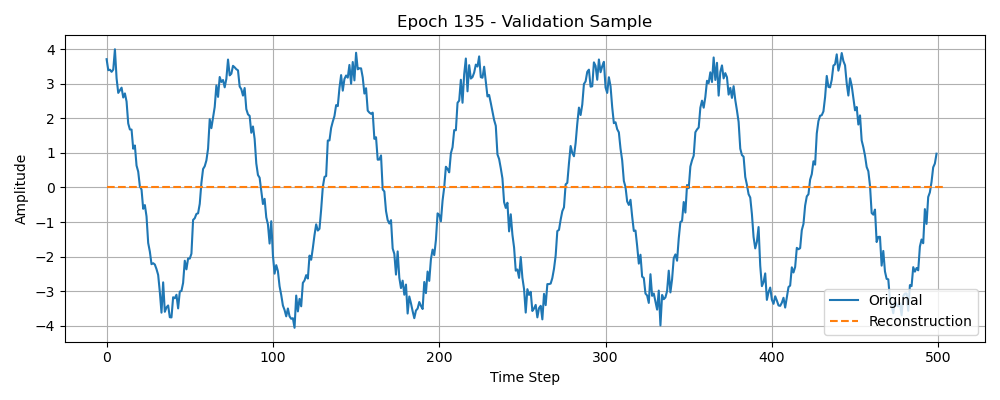 Epoch 135 - Validation Sample
Amplitude
4
3
2
1
0
−1
−2
−3
−4
0 100 200 300 400 500
Time Step
Original
Reconstruction